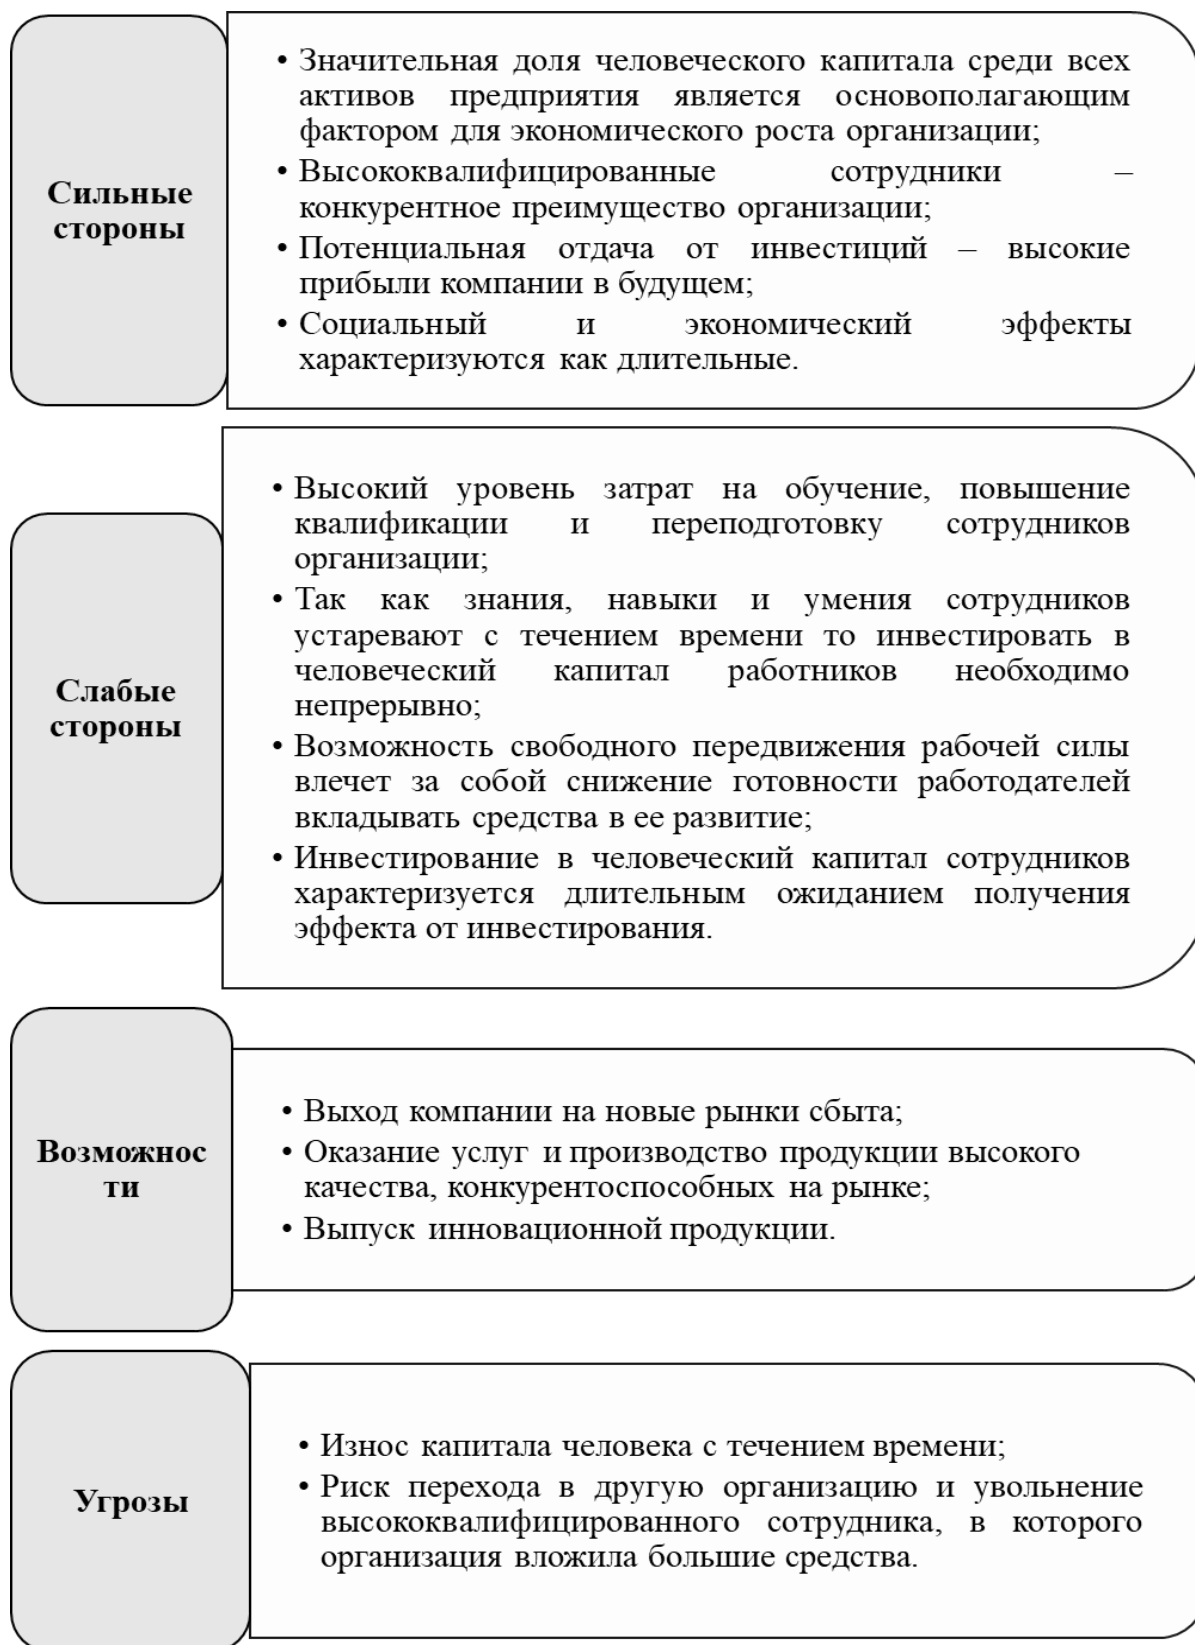 Сильные
стороны
• Значительная доля человеческого капитала среди всех
активов предприятия является основополагающим
фактором для экономического роста организации;
• Высококвалифицированные сотрудники –
конкурентное преимущество организации;
• Потенциальная отдача от инвестиций – высокие
прибыли компании в будущем;
• Социальный и экономический эффекты
характеризуются как длительные.
Слабые
стороны
• Высокий уровень затрат на обучение, повышение
квалификации и переподготовку сотрудников
организации;
• Так как знания, навыки и умения сотрудников
устаревают с течением времени то инвестировать в
человеческий капитал работников необходимо
непрерывно;
• Возможность свободного передвижения рабочей силы
влечет за собой снижение готовности работодателей
вкладывать средства в ее развитие;
• Инвестирование в человеческий капитал сотрудников
характеризуется длительным ожиданием получения
эффекта от инвестирования.
Возможнос
ти
• Выход компании на новые рынки сбыта;
• Оказание услуг и производство продукции высокого
качества, конкурентоспособных на рынке;
• Выпуск инновационной продукции.
Угрозы
• Износ капитала человека с течением времени;
• Риск перехода в другую организацию и увольнение
высококвалифицированного сотрудника, в которого
организация вложила большие средства.